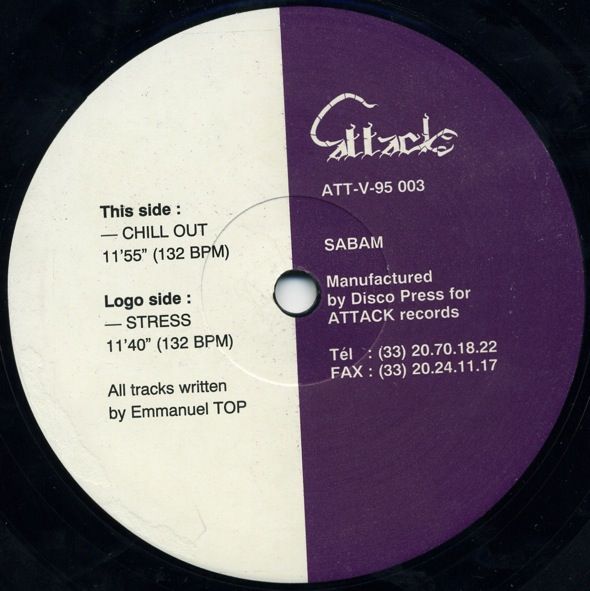 This side :
— CHILL OUT
11'55" (132 BPM)
Logo side :
— STRESS
11'40" (132 BPM)
All tracks written
by Emmanuel TOP
attacks
ATT-V-95 003
SABAM
Manufactured
by Disco Press for
ATTACK records
Tél : (33) 20.70.18.22
FAX : (33) 20.24.11.17